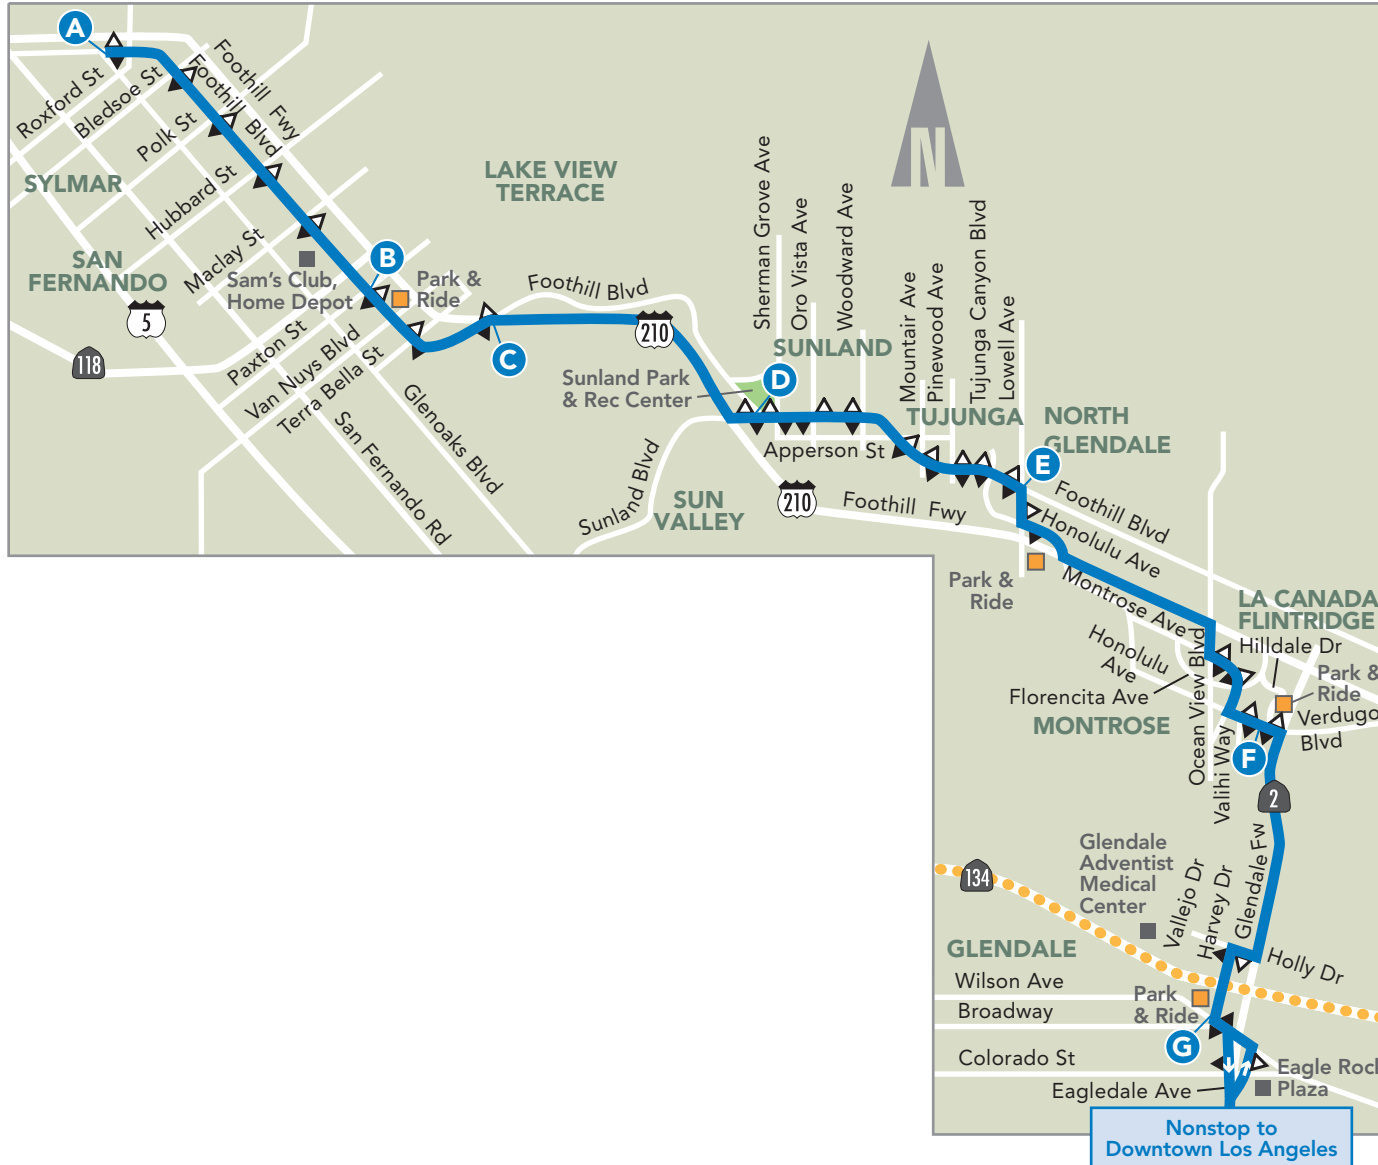 A
Roxford St
Bledsoe St
Polk St
Hubbard St
Maclay St
Foothill Fwy
Foothill Blvd
SYLMAR
LAKE VIEW
TERRACE
SAN
FERNANDO
5
118
Sam's Club,
Home Depot
B
Park &
Ride
Paxton St
Van Nuys Blvd
Terra Bella St
San Fernando Rd
Glenoaks Blvd
C
Foothill Blvd
210
N
Sherman Grove Ave
Oro Vista Ave
Woodward Ave
SUNLAND
Sunland Park
& Rec Center
D
Mountair Ave
Pinewood Ave
Tujunga Canyon Blvd
Lowell Ave
TUJUNGA
NORTH
GLENDALE
Apperson St
E
Sunland Blvd
SUN
VALLEY
210
Foothill Fwy
Foothill Blvd
Honolulu Ave
Park &
Ride
Montrose Ave
LA CANADA
FLINTRIDGE
Honolulu
Ave
Hilldale Dr
Park &
Ride
Florencita Ave
MONTROSE
Ocean View Blvd
Valihi Way
Verdugo
Blvd
F
2
Glendale Fw
Glendale
Adventist
Medical
Center
134
Vallejo Dr
Harvey Dr
GLENDALE
Holly Dr
Wilson Ave
Park
& Ride
Broadway
G
Colorado St
Eagle Roc
Plaza
Eagledale Ave
Nonstop to
Downtown Los Angeles